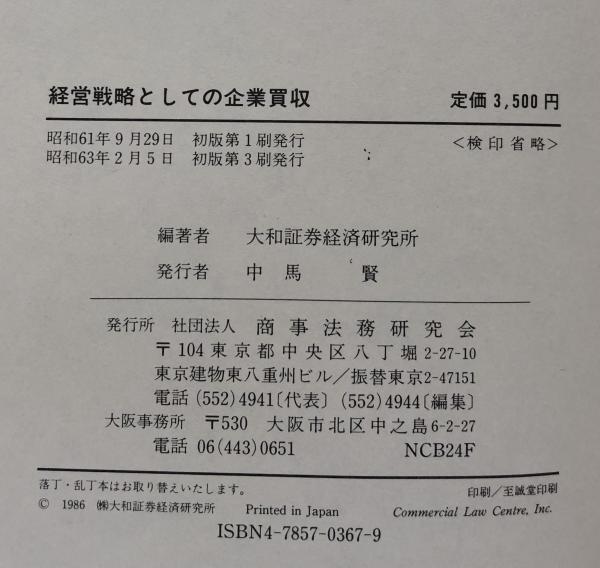 経営戦略としての企業買収 定価 3,500 円
昭和61年 9 月29日 初版第 1 刷発行 <検印省略>
昭和63年 2 月 5 日 初版第 3 刷発行
編著者 大和証券経済研究所
発行者 中馬 賢
発行所 社団法人 商事法務研究会
〒104 東京都中央区八丁堀 2-27-10
東京建物東八重州ビル/振替東京2-47151
電話 (552) 4941〔代表〕 (552) 4944〔編集〕
大阪事務所 〒530 大阪市北区中之島6-2-27
電話 06(443)0651 NCB24F
落丁・乱丁本はお取り替えいたします。 印刷/至誠堂印刷
© 1986 ㈱大和証券経済研究所 Printed in Japan Commercial Law Centre, Inc.
ISBN4-7857-0367-9